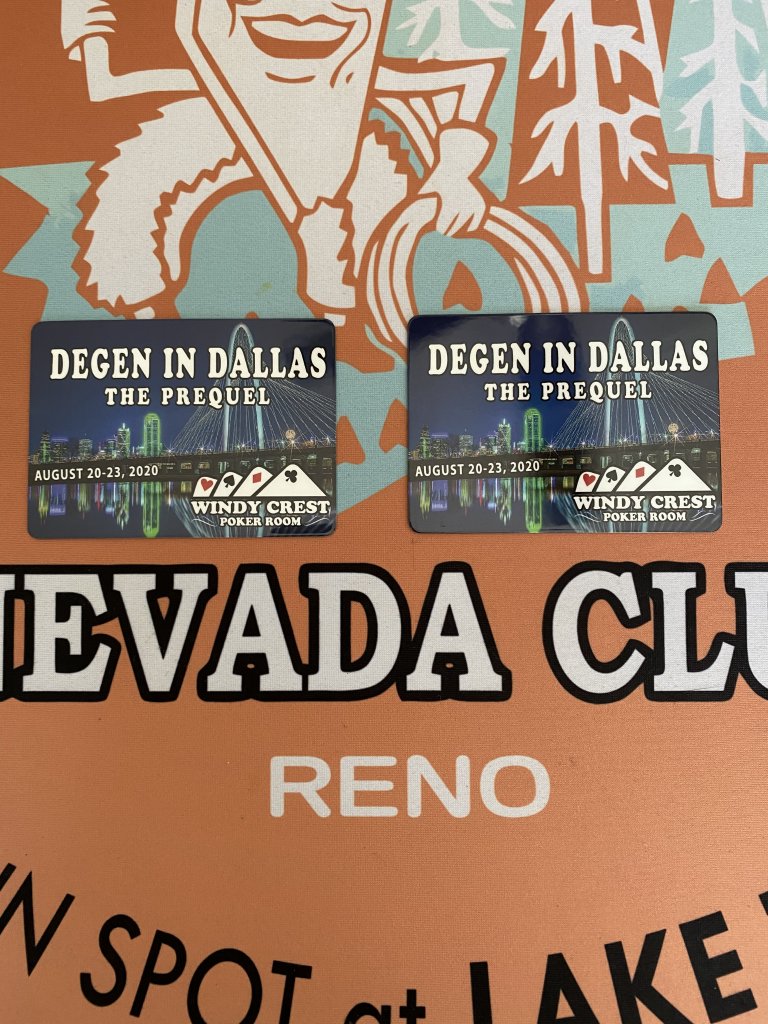 DEGEN IN DALLAS
THE PREQUEL
AUGUST 20-23, 2020
WINDY CREST
POKER ROOM
DEGEN IN DALLAS
THE PREQUEL
AUGUST 20-23, 2020
WINDY CREST
POKER ROOM
NEVADA CLU
RENO
N SPOT at LAKE